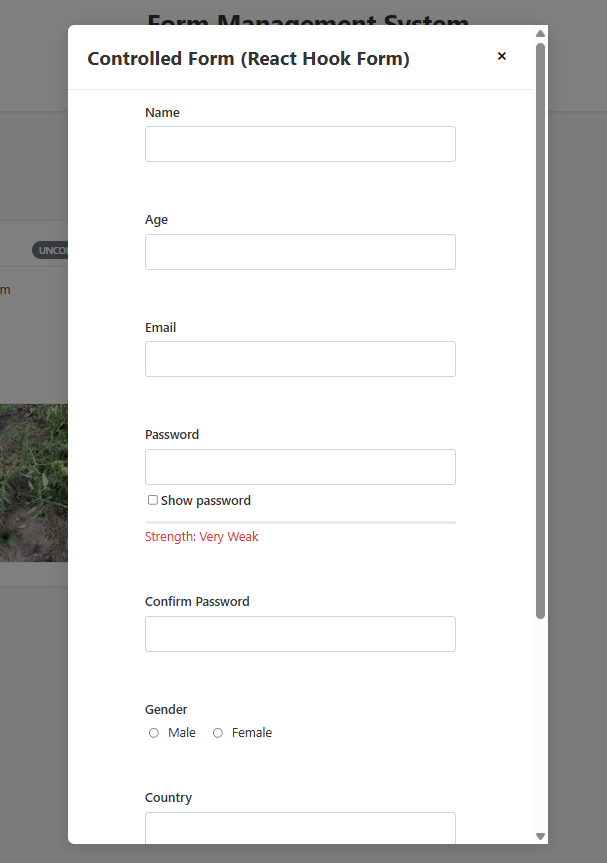 Form Management System
Controlled Form (React Hook Form)
×
Name
UNCO
Age
m
Email
Password
Show password
Strength: Very Weak
Confirm Password
Gender
Male Female
Country